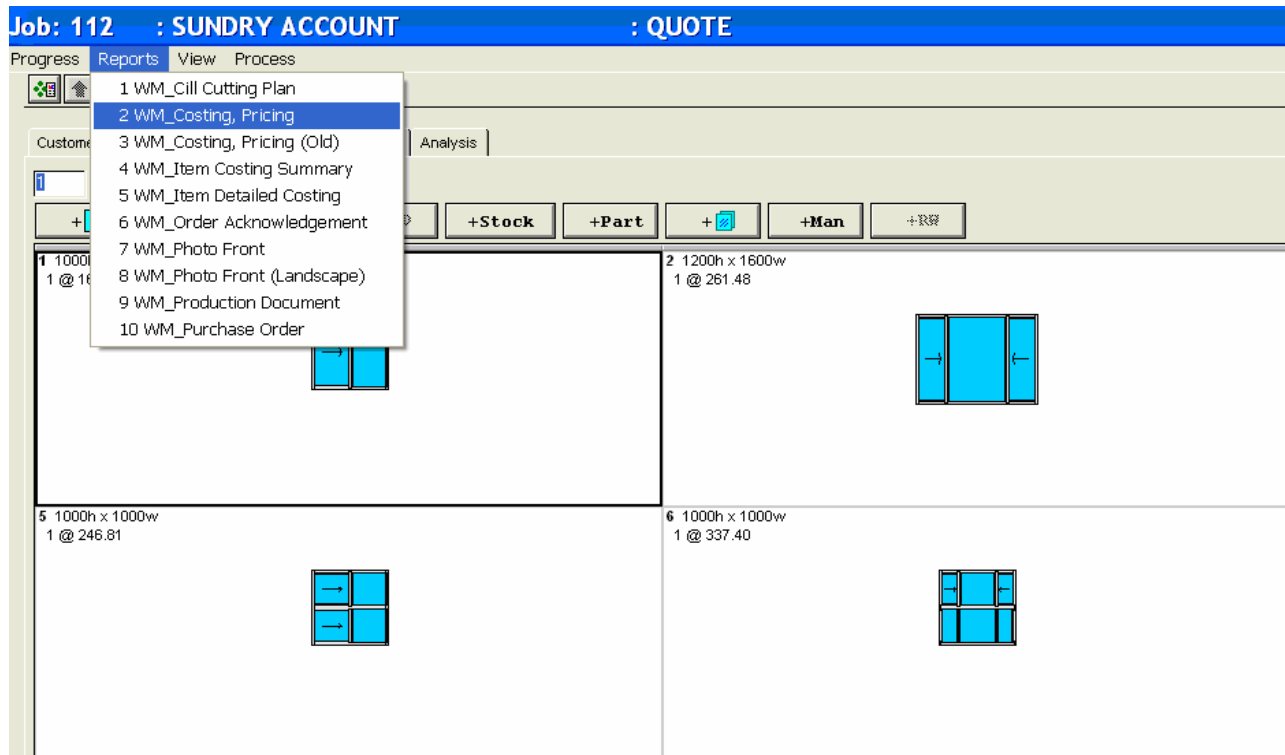 Job: 112 : SUNDRY ACCOUNT : QUOTE
Progress Reports View Process
1 WM_Cill Cutting Plan
2 WM_Costing, Pricing
3 WM_Costing, Pricing (Old)
4 WM_Item Costing Summary
5 WM_Item Detailed Costing
6 WM_Order Acknowledgement
7 WM_Photo Front
8 WM_Photo Front (Landscape)
9 WM_Production Document
10 WM_Purchase Order
Analysis
1
+ +Stock +Part + +Man +RW
1
1 @
2 1200h x 1600w
1 @ 261.48
5 1000h x 1000w
1 @ 246.81
6 1000h x 1000w
1 @ 337.40